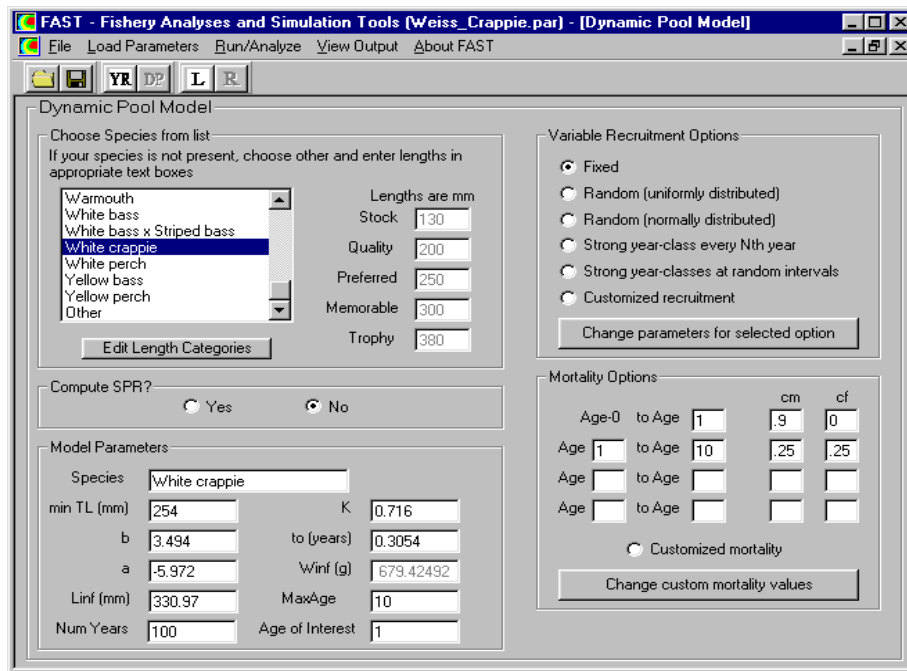 FAST - Fishery Analyses and Simulation Tools (Weiss_Crappie.par) - [Dynamic Pool Model]
File Load Parameters Run/Analyze View Output About FAST
YR DP L R
Dynamic Pool Model
Choose Species from list
If your species is not present, choose other and enter lengths in
appropriate text boxes
Warmouth
White bass
White bass x Striped bass
White crappie
White perch
Yellow bass
Yellow perch
Other
Edit Length Categories
Lengths are mm
Stock 130
Quality 200
Preferred 250
Memorable 300
Trophy 380
Compute SPR?
Yes No
Model Parameters
Species White crappie
min TL (mm) 254 K 0.716
b 3.494 to (years) 0.3054
a -5.972 Winf (g) 679.42492
Linf (mm) 330.97 MaxAge 10
Num Years 100 Age of Interest 1
Variable Recruitment Options
Fixed
Random (uniformly distributed)
Random (normally distributed)
Strong year-class every Nth year
Strong year-classes at random intervals
Customized recruitment
Change parameters for selected option
Mortality Options
cm cf
Age-0 to Age 1 .9 0
Age 1 to Age 10 .25 .25
Age to Age
Age to Age
Customized mortality
Change custom mortality values